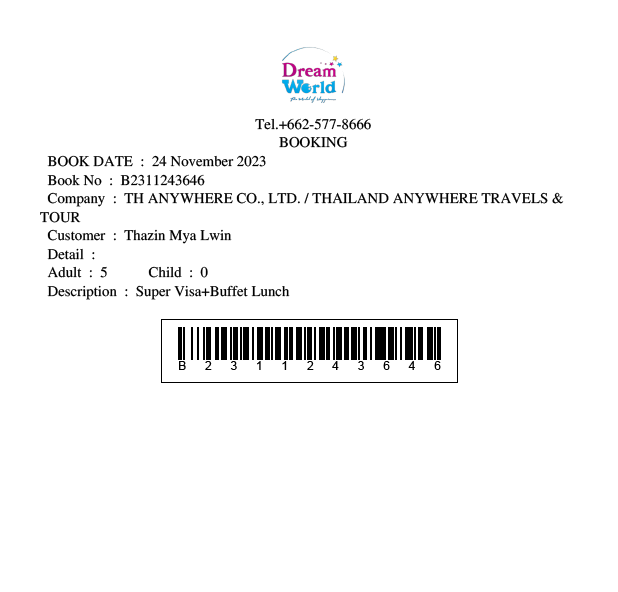 Dream
World
The World of Happiness
Tel.+662-577-8666
BOOKING
BOOK DATE : 24 November 2023
Book No : B2311243646
Company : TH ANYWHERE CO., LTD. / THAILAND ANYWHERE TRAVELS &
TOUR
Customer : Thazin Mya Lwin
Detail :
Adult : 5 Child : 0
Description : Super Visa+Buffet Lunch
B 2 3 1 1 2 4 3 6 4 6